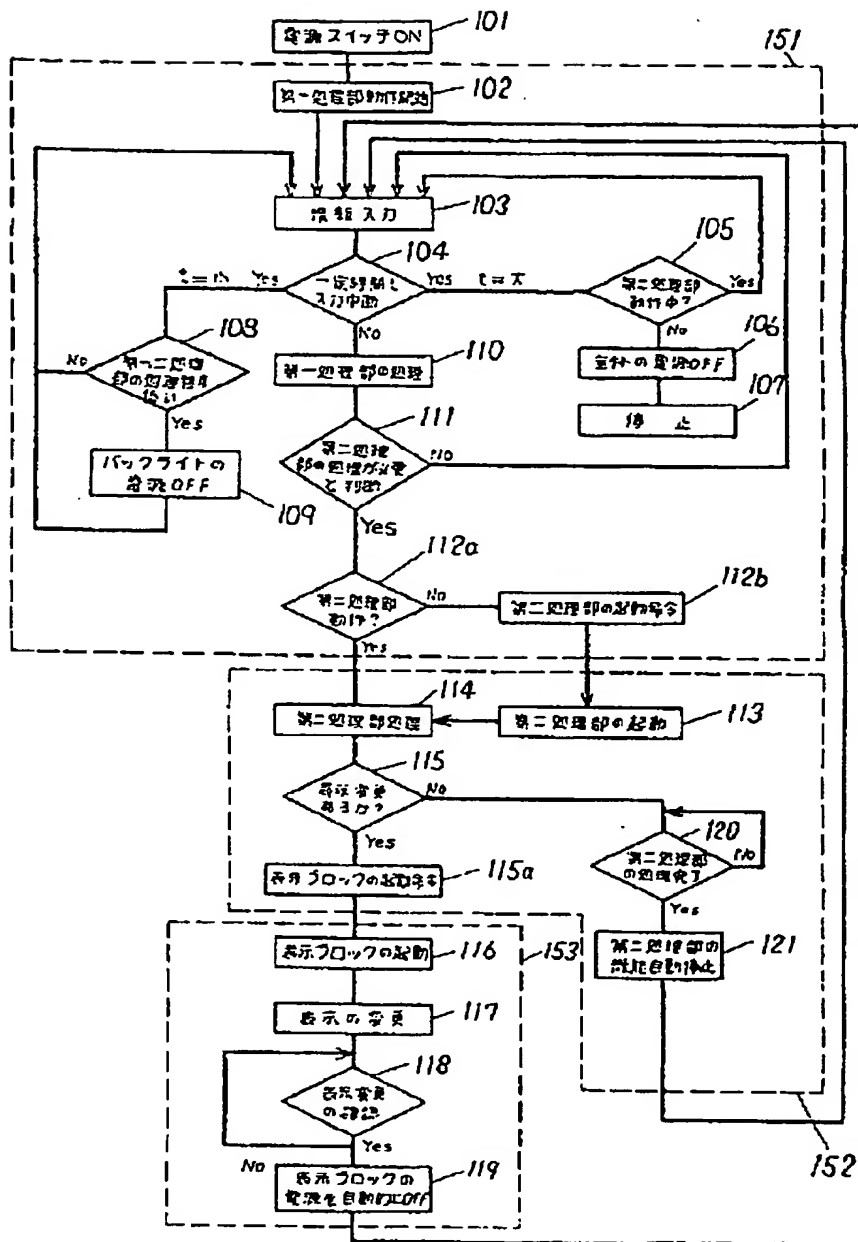 101
電源スイッチON
151
102
第一処理部動作開始
情報入力
103
104
一定時間t
入力中断
t=小
Yes
Yes
t=大
No
105
第二処理部
動作中?
Yes
No
106
全体の電源OFF
107
停止
108
部の処理
No
Yes
バックライトの
電源OFF
109
110
第一処理部の処理
111
第二処理
部の処理が必要
と判断
No
Yes
112a
第二処理部
動作?
No
Yes
112b
第二処理部の起動命令
114
第二処理部処理
第二処理部の起動
113
115
表示変更
あるか?
No
Yes
表示ブロックの起動命令
115a
120
第二処理部
の処理完了
No
Yes
第二処理部の
機能自動停止
121
表示ブロックの起動
116
153
表示の変更
117
118
表示変更
の確認
Yes
No
表示ブロックの
電源を自動的にOFF
119
152